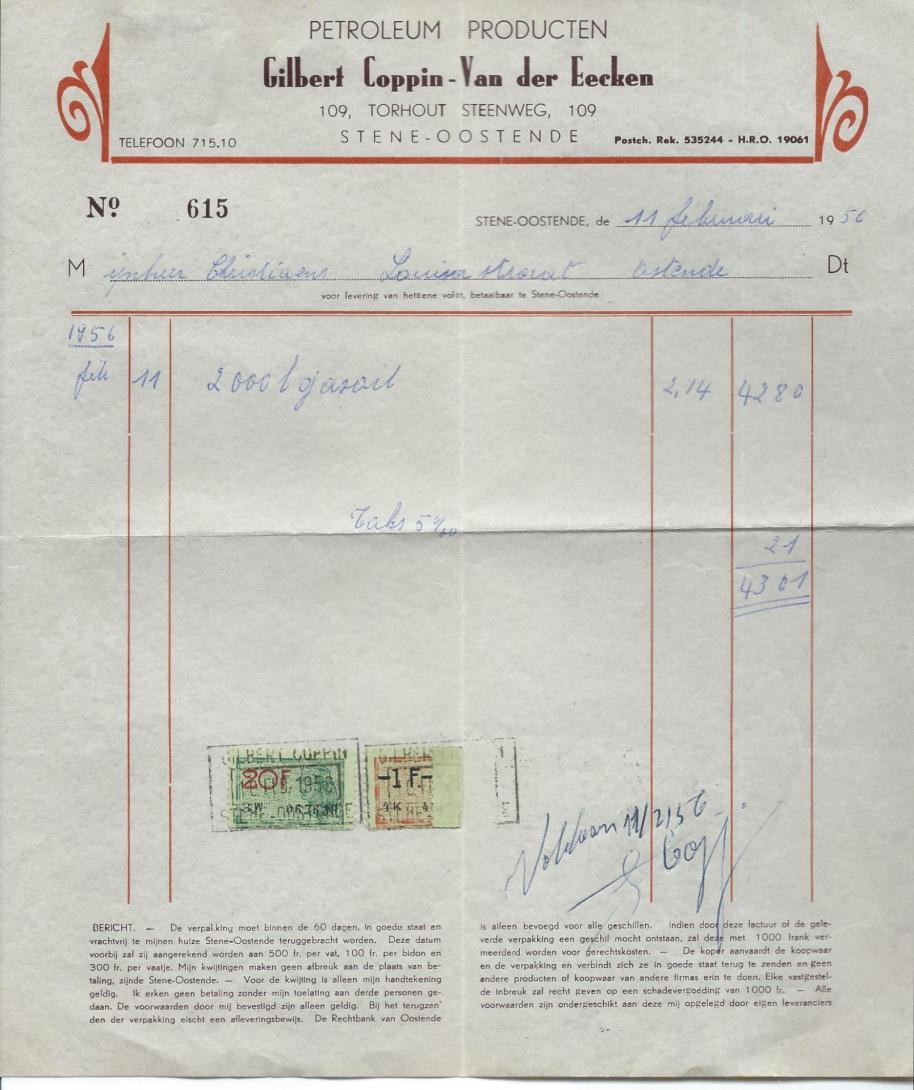 PETROLEUM PRODUCTEN
Gilbert Coppin-Van der Eecken
109, TORHOUT STEENWEG, 109
STENE-OOSTENDE
TELEFOON 715.10
Postch. Rek. 535244 - H.R.O. 19061
Nº 615
STENE-OOSTENDE, de 11 februari 1956
Mijnheer Christiaens Louisa straat Ostende Dt
voor levering van hetgene volgt, betaalbaar te Stene-Oostende
1956
feb 11 2000 l gasoil 2,14 4280
Taks 5 ‰
21
4301
GILBERT COPPIN
20F
1956
STENE-OOSTENDE
-1 F.-
Voldaan 11/2/56
BERICHT. — De verpakking moet binnen de 60 dagen, in goede staat en
vrachtvrij te mijnen huize Stene-Oostende teruggebracht worden. Deze datum
voorbij zal zij aangerekend worden aan 500 fr. per vat, 100 fr. per bidon en
300 fr. per vaatje. Mijn kwijtingen maken geen afbreuk aan de plaats van be-
taling, zijnde Stene-Oostende. — Voor de kwijting is alleen mijn handtekening
geldig. Ik erken geen betaling zonder mijn toelating aan derde personen ge-
daan. De voorwaarden door mij bevestigd zijn alleen geldig. Bij het terugzen-
den der verpakking eischt een afleveringsbewijs. De Rechtbank van Oostende
is alleen bevoegd voor alle geschillen. Indien door deze factuur of de gele-
verde verpakking een geschil mocht ontstaan, zal deze met 1000 frank ver-
meerderd worden voor gerechtskosten. — De koper aanvaardt de koopwaar
en de verpakking en verbindt zich ze in goede staat terug te zenden en geen
andere producten of koopwaar van andere firmas erin te doen. Elke vastgestel-
de inbreuk zal recht geven op een schadevergoeding van 1000 fr. — Alle
voorwaarden zijn ondergeschikt aan deze mij opgelegd door eigen leveranciers